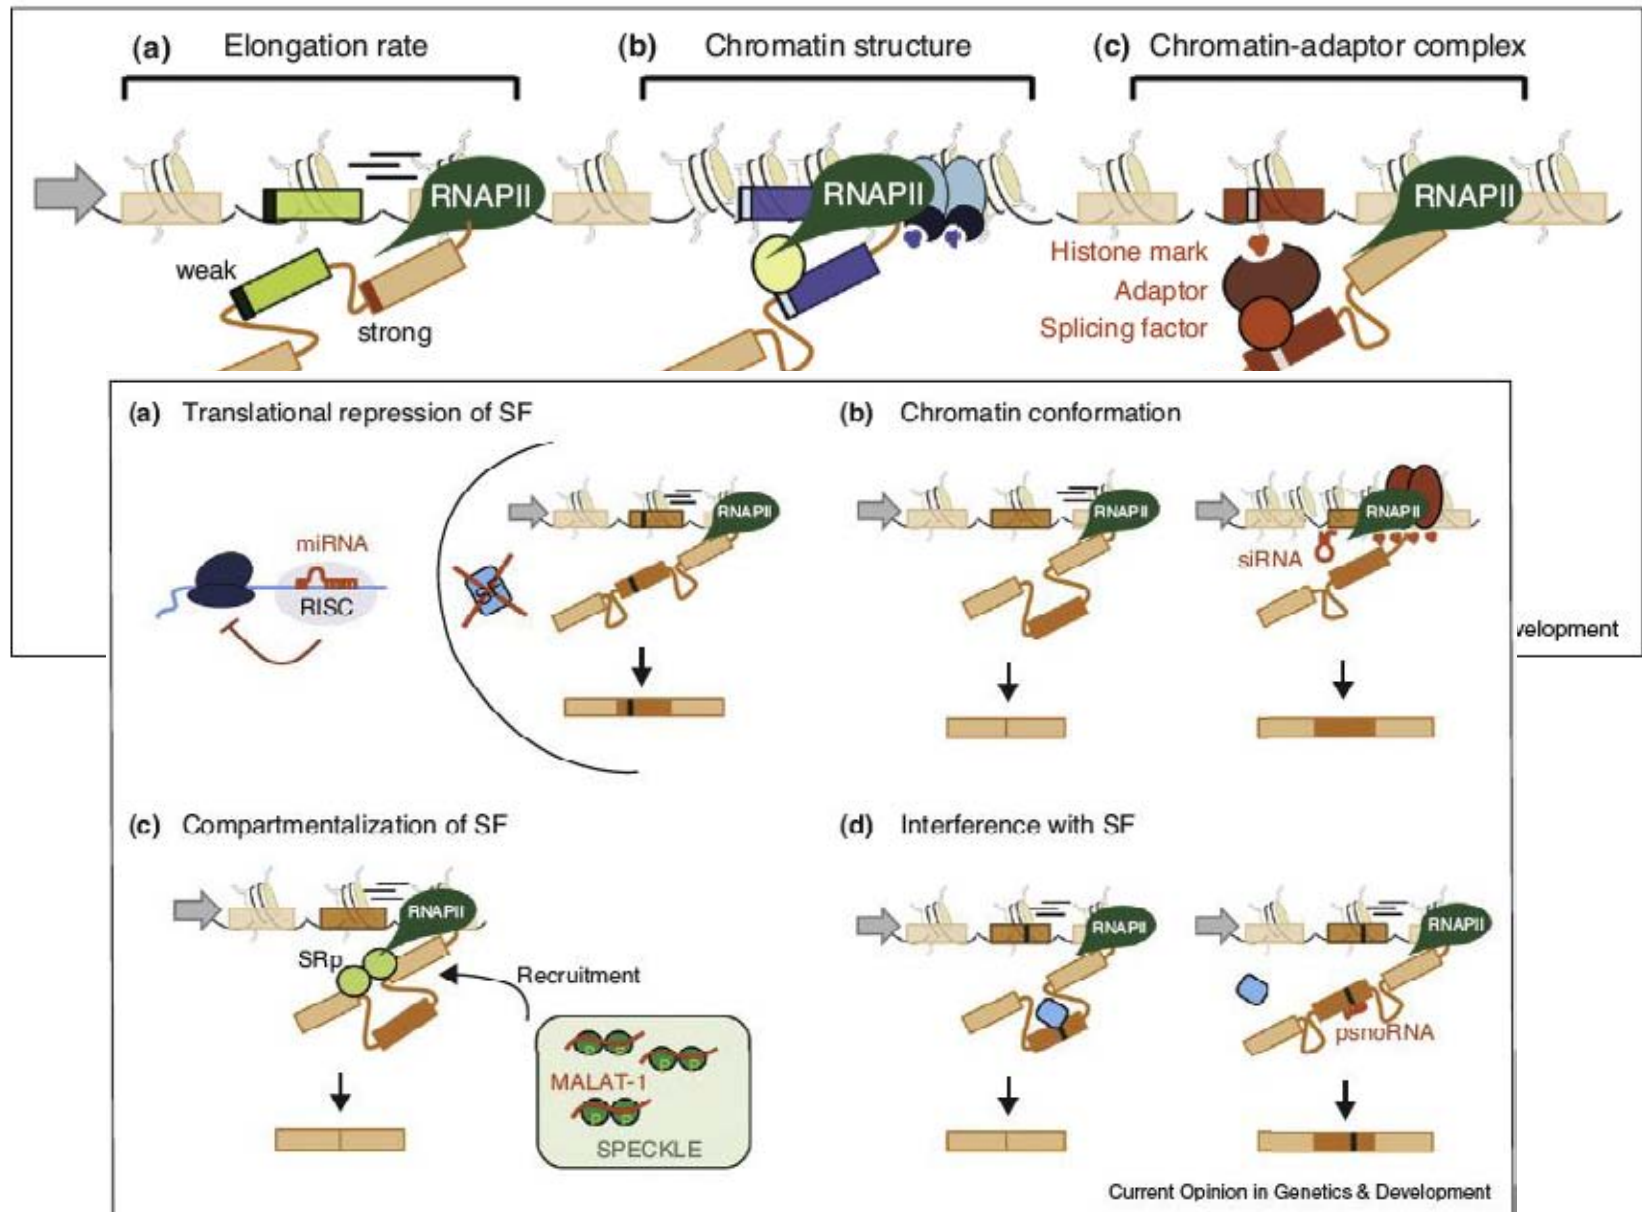 (a) Elongation rate
(b) Chromatin structure
(c) Chromatin-adaptor complex
RNAPII
RNAPII
RNAPII
weak
strong
Histone mark
Adaptor
Splicing factor
velopment
(a) Translational repression of SF
miRNA
RISC
RNAPII
(b) Chromatin conformation
RNAPII
RNAPII
siRNA
(c) Compartmentalization of SF
RNAPII
SRp
Recruitment
MALAT-1
P P
P P
P P
SPECKLE
(d) Interference with SF
RNAPII
RNAPII
psnoRNA
Current Opinion in Genetics & Development